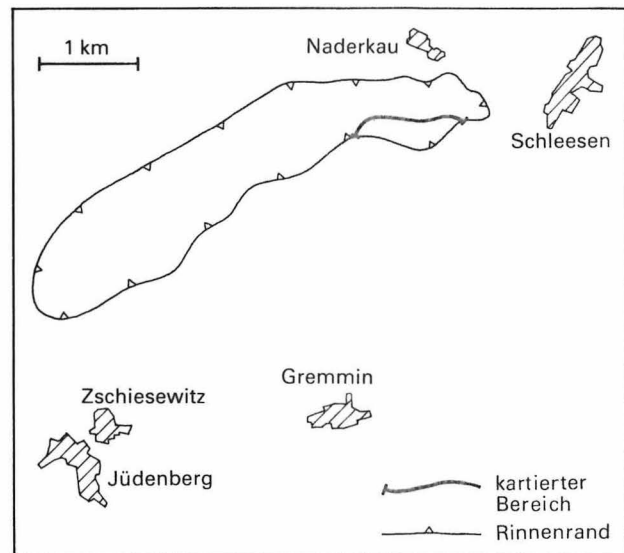 1 km
Naderkau
Schleesen
Gremmin
Zschiesewitz
Jüdenberg
kartierter
Bereich
Rinnenrand